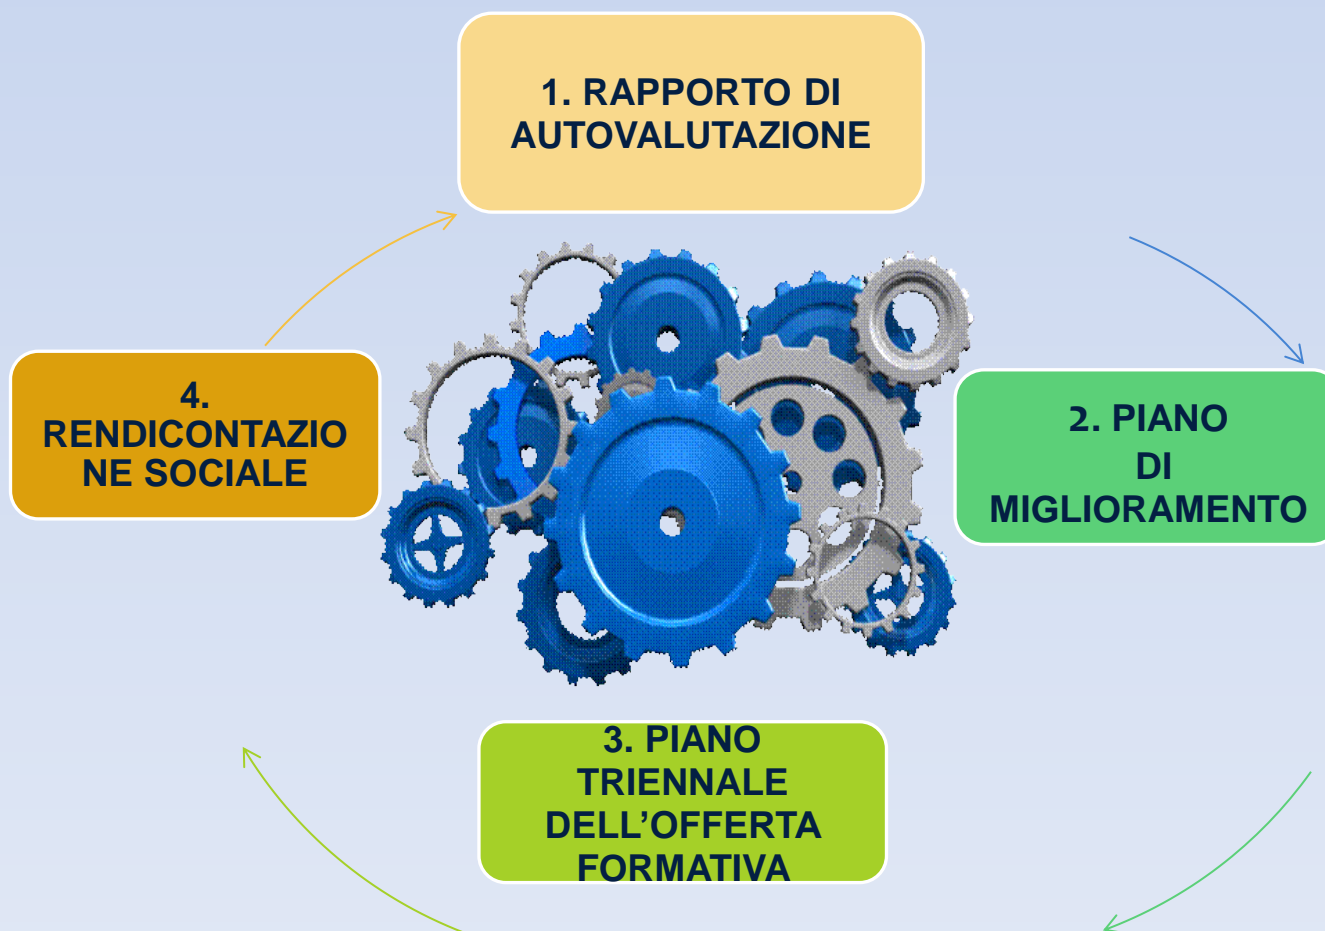 1. RAPPORTO DI
AUTOVALUTAZIONE
2. PIANO
DI
MIGLIORAMENTO
3. PIANO
TRIENNALE
DELL’OFFERTA
FORMATIVA
4.
RENDICONTAZIO
NE SOCIALE